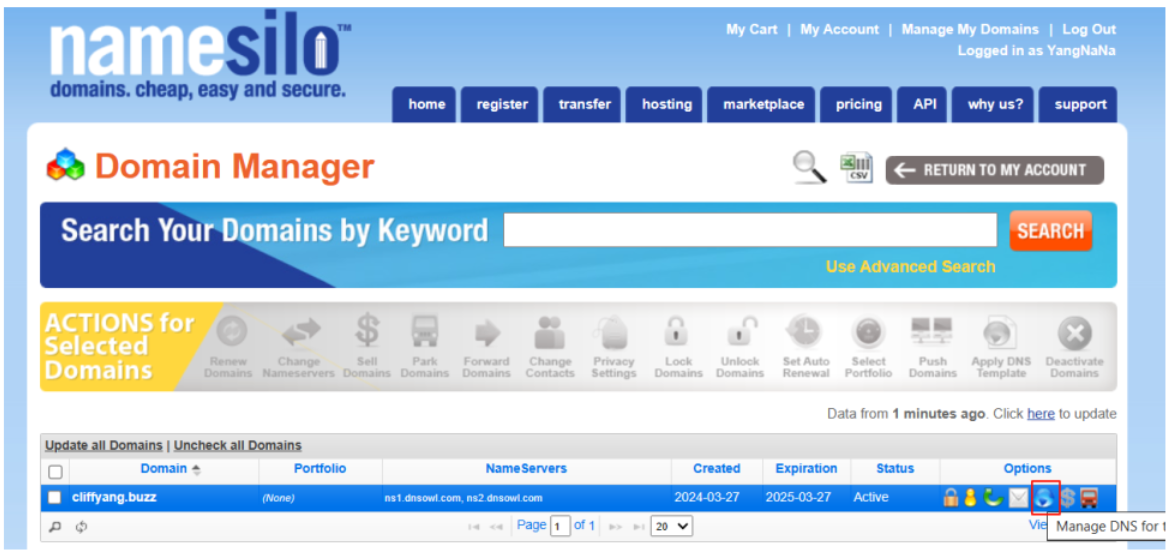 namesilo™
domains. cheap, easy and secure.
My Cart | My Account | Manage My Domains | Log Out
Logged in as YangNaNa
home register transfer hosting marketplace pricing API why us? support
Domain Manager
CSV
← RETURN TO MY ACCOUNT
Search Your Domains by Keyword
SEARCH
Use Advanced Search
ACTIONS for
Selected
Domains
Renew Change Sell Park Forward Change Privacy Lock Unlock Set Auto Select Push Apply DNS Deactivate
Domains Nameservers Domains Domains Domains Contacts Settings Domains Domains Renewal Portfolio Domains Template Domains
Data from 1 minutes ago. Click here to update
Update all Domains | Uncheck all Domains
Domain Portfolio NameServers Created Expiration Status Options
cliffyang.buzz (None) ns1.dnsowl.com, ns2.dnsowl.com 2024-03-27 2025-03-27 Active
Page 1 of 1 20 Vie
Manage DNS for t